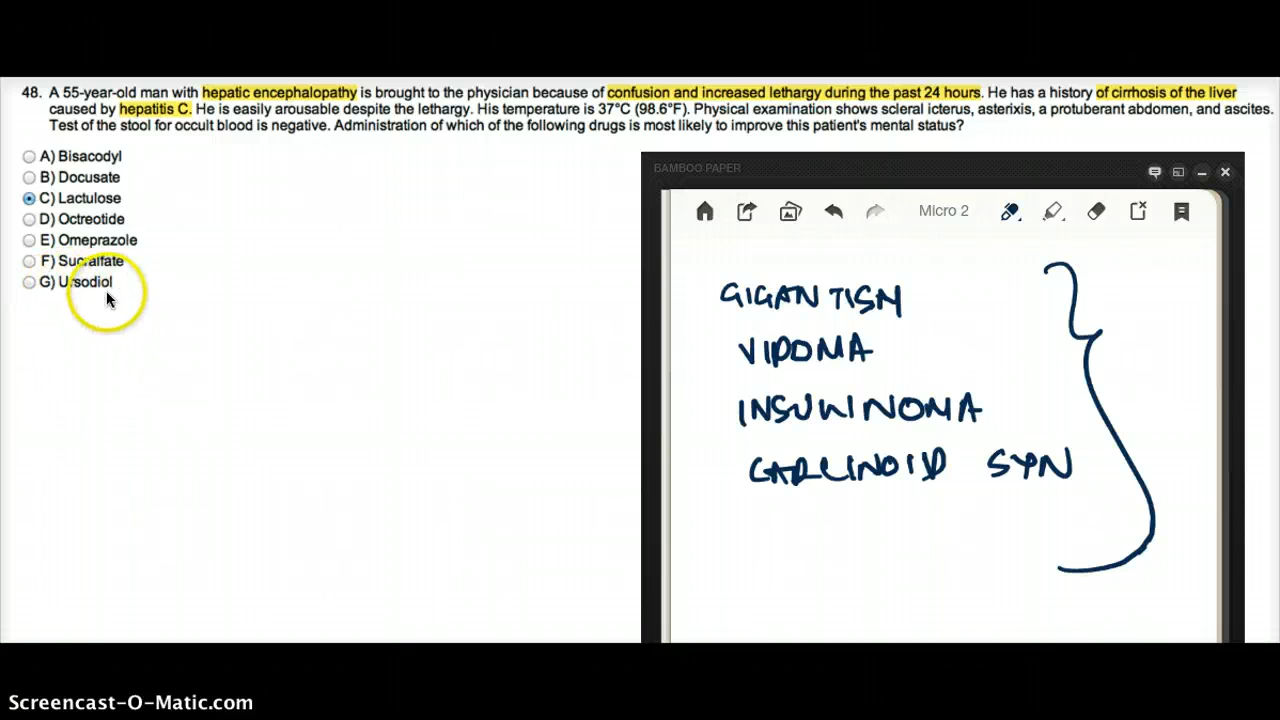 48. A 55-year-old man with hepatic encephalopathy is brought to the physician because of confusion and increased lethargy during the past 24 hours. He has a history of cirrhosis of the liver
caused by hepatitis C. He is easily arousable despite the lethargy. His temperature is 37°C (98.6°F). Physical examination shows scleral icterus, asterixis, a protuberant abdomen, and ascites.
Test of the stool for occult blood is negative. Administration of which of the following drugs is most likely to improve this patient's mental status?
A) Bisacodyl
B) Docusate
C) Lactulose
D) Octreotide
E) Omeprazole
F) Sucralfate
G) Ursodiol
BAMBOO PAPER
Micro 2
GIGANTISM
VIPOMA
INSULINOMA
CARCINOID SYN
Screencast-O-Matic.com